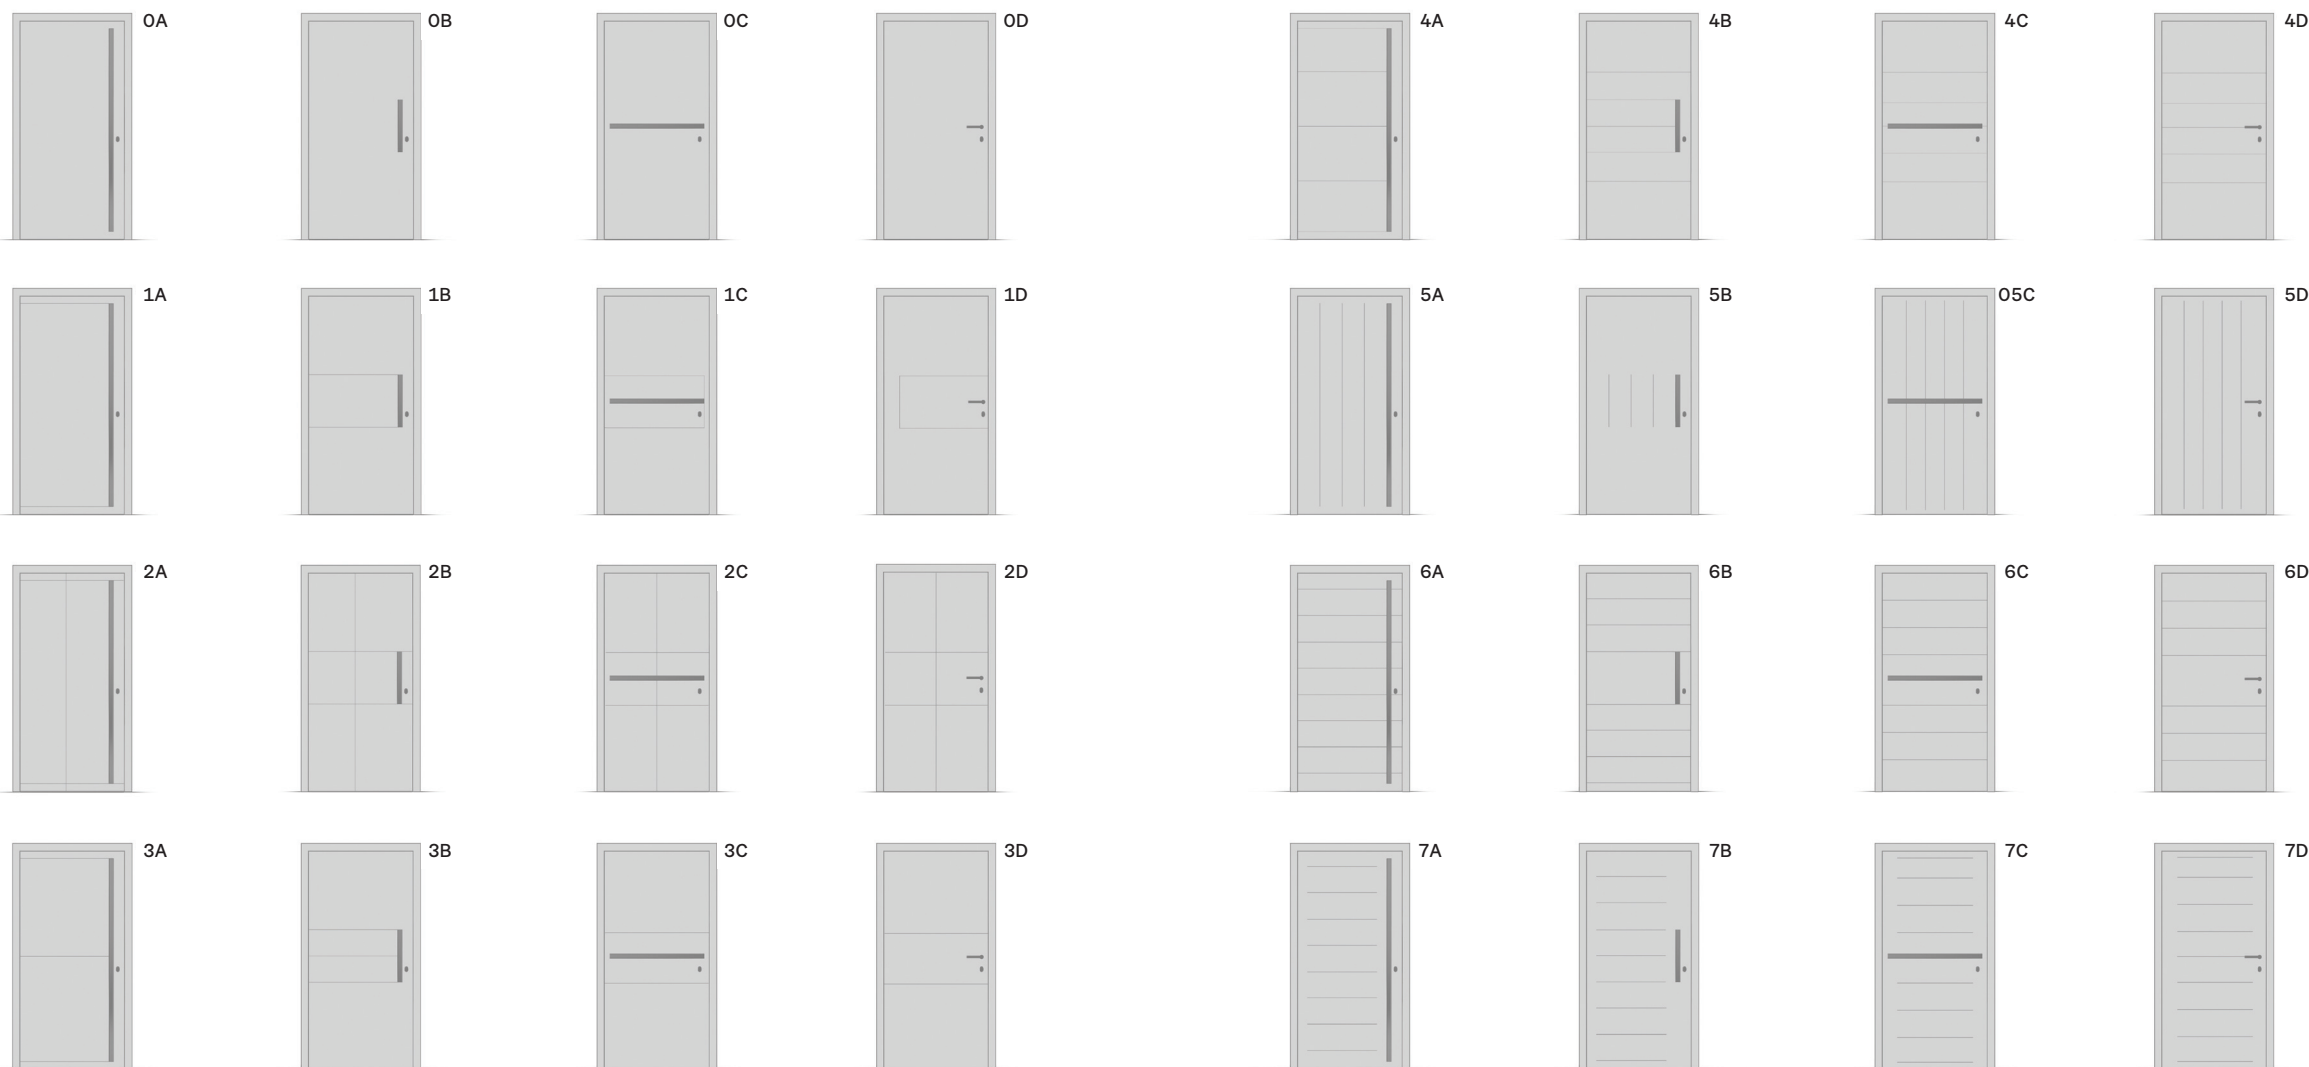 0A 0B 0C 0D 4A 4B 4C 4D
1A 1B 1C 1D 5A 5B 05C 5D
2A 2B 2C 2D 6A 6B 6C 6D
3A 3B 3C 3D 7A 7B 7C 7D